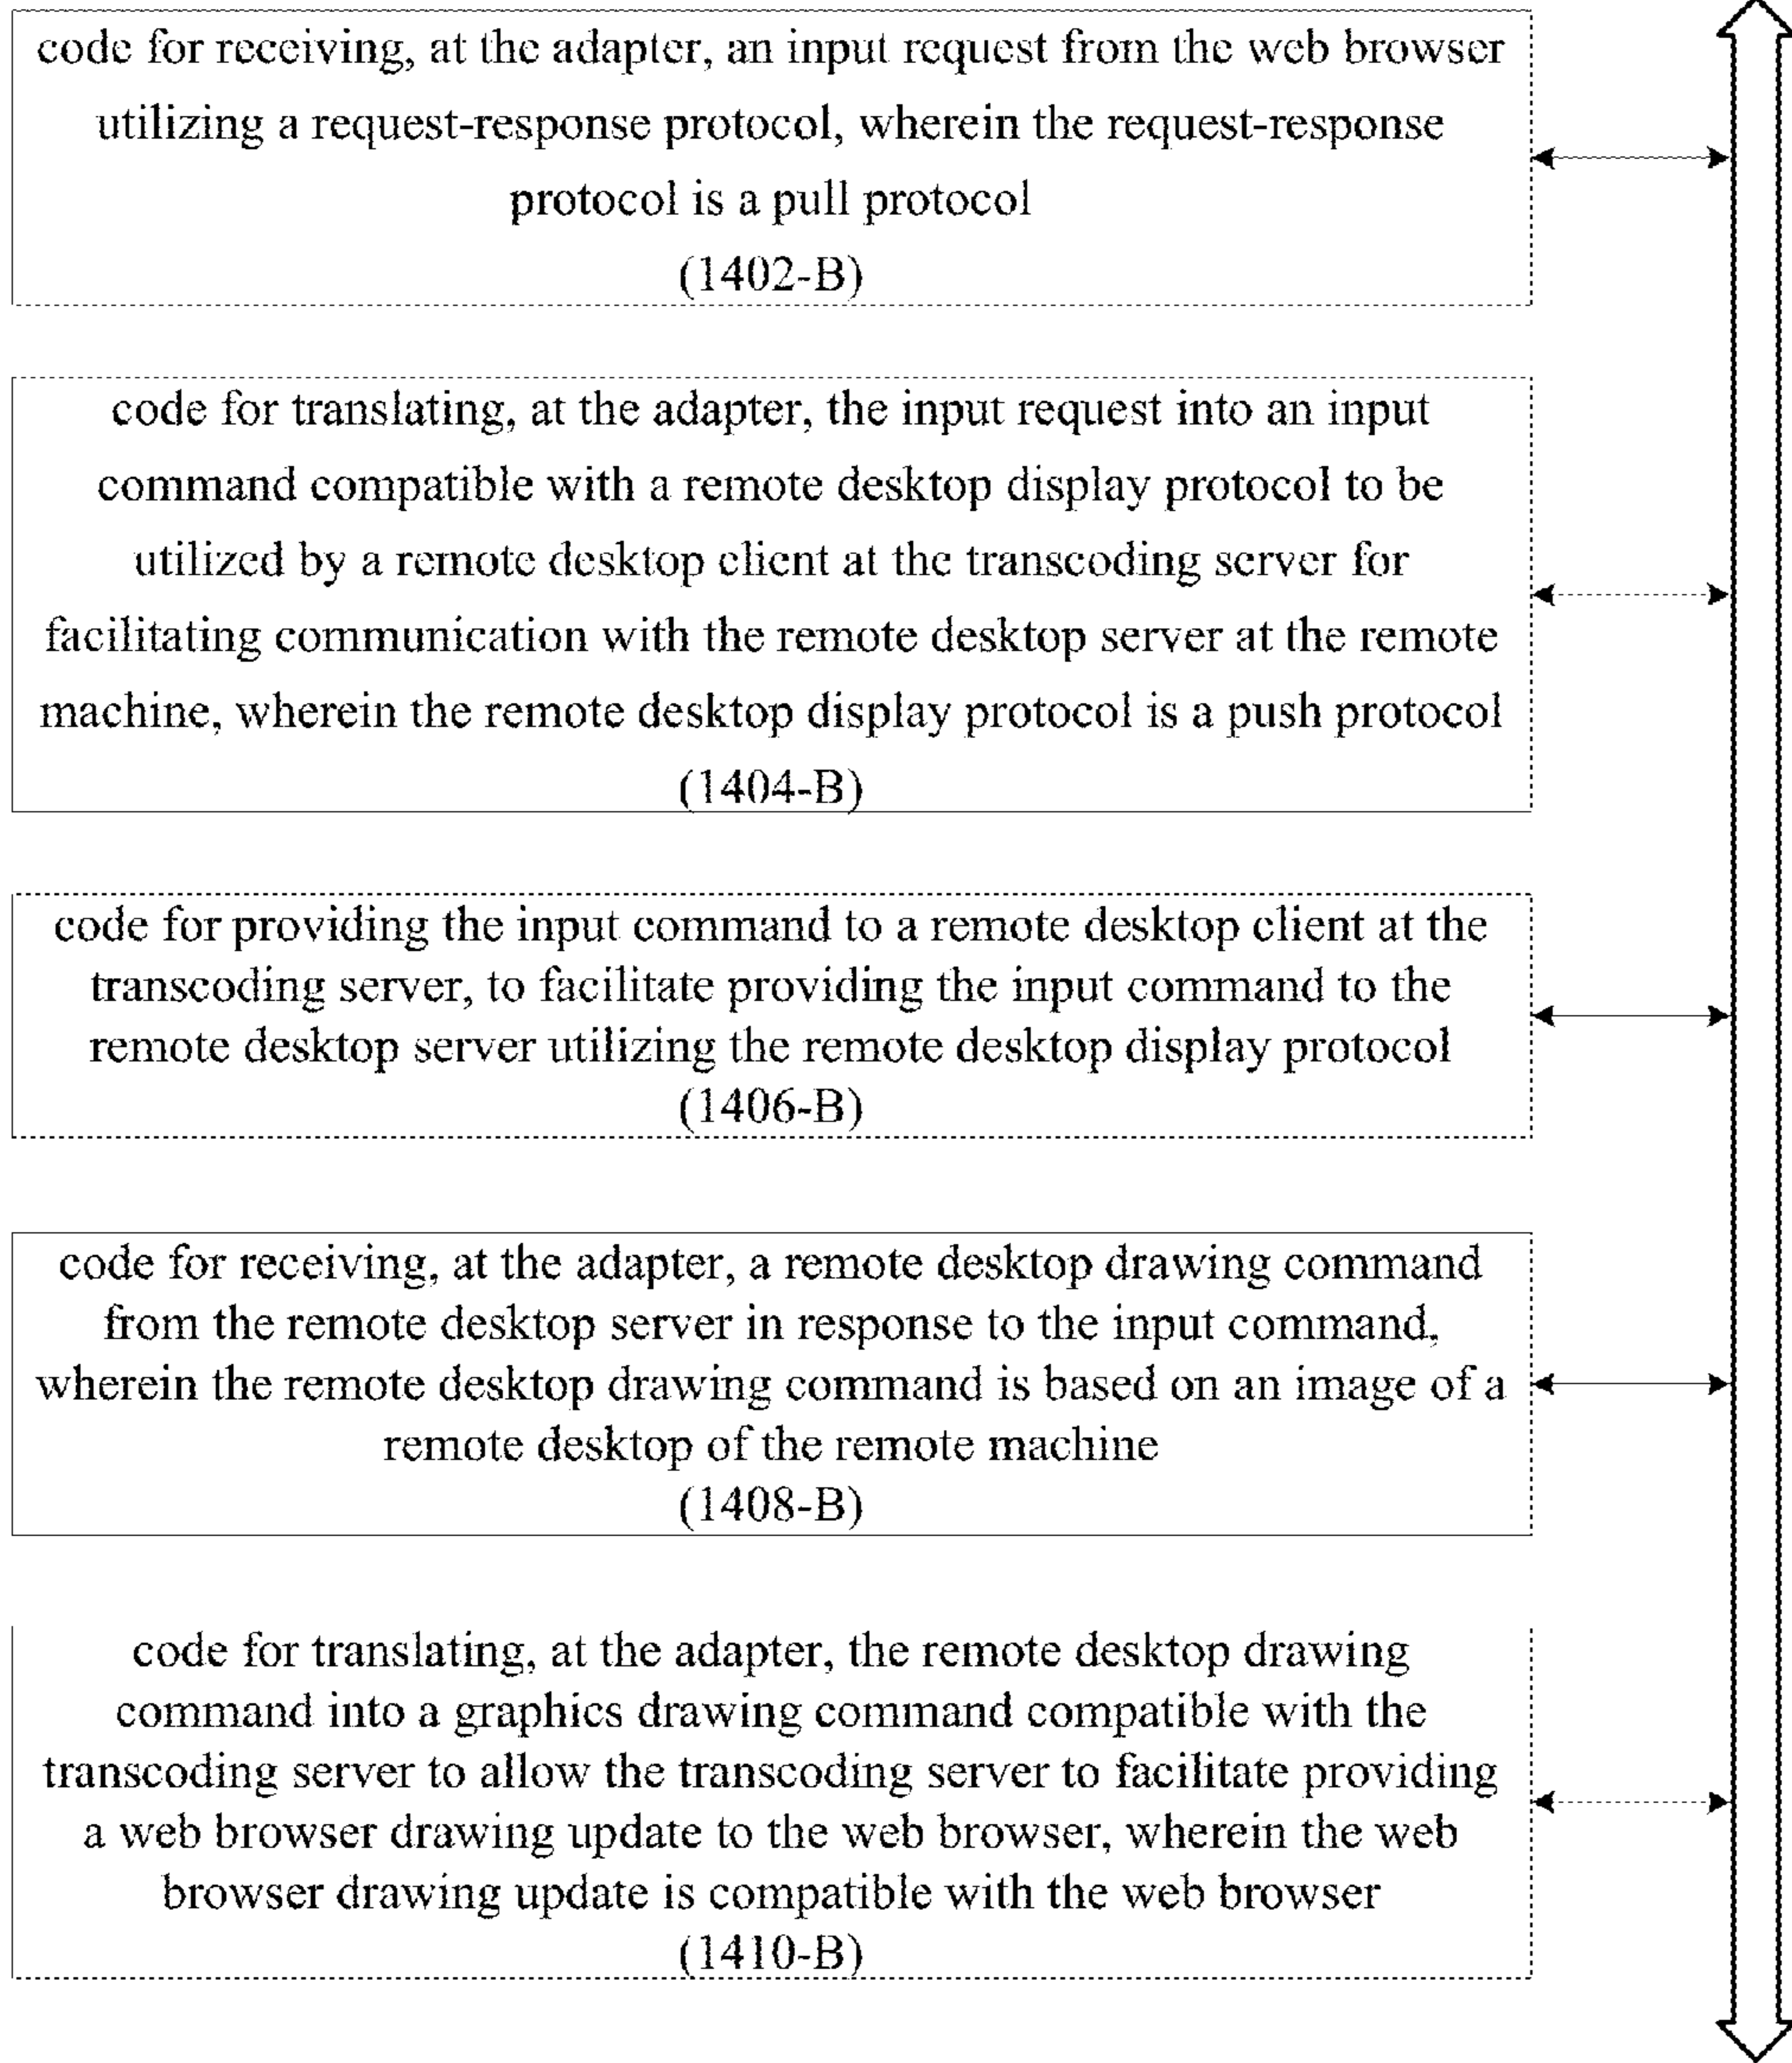 code for receiving, at the adapter, an input request from the web browser
utilizing a request-response protocol, wherein the request-response
protocol is a pull protocol
(1402-B)
code for translating, at the adapter, the input request into an input
command compatible with a remote desktop display protocol to be
utilized by a remote desktop client at the transcoding server for
facilitating communication with the remote desktop server at the remote
machine, wherein the remote desktop display protocol is a push protocol
(1404-B)
code for providing the input command to a remote desktop client at the
transcoding server, to facilitate providing the input command to the
remote desktop server utilizing the remote desktop display protocol
(1406-B)
code for receiving, at the adapter, a remote desktop drawing command
from the remote desktop server in response to the input command,
wherein the remote desktop drawing command is based on an image of a
remote desktop of the remote machine
(1408-B)
code for translating, at the adapter, the remote desktop drawing
command into a graphics drawing command compatible with the
transcoding server to allow the transcoding server to facilitate providing
a web browser drawing update to the web browser, wherein the web
browser drawing update is compatible with the web browser
(1410-B)